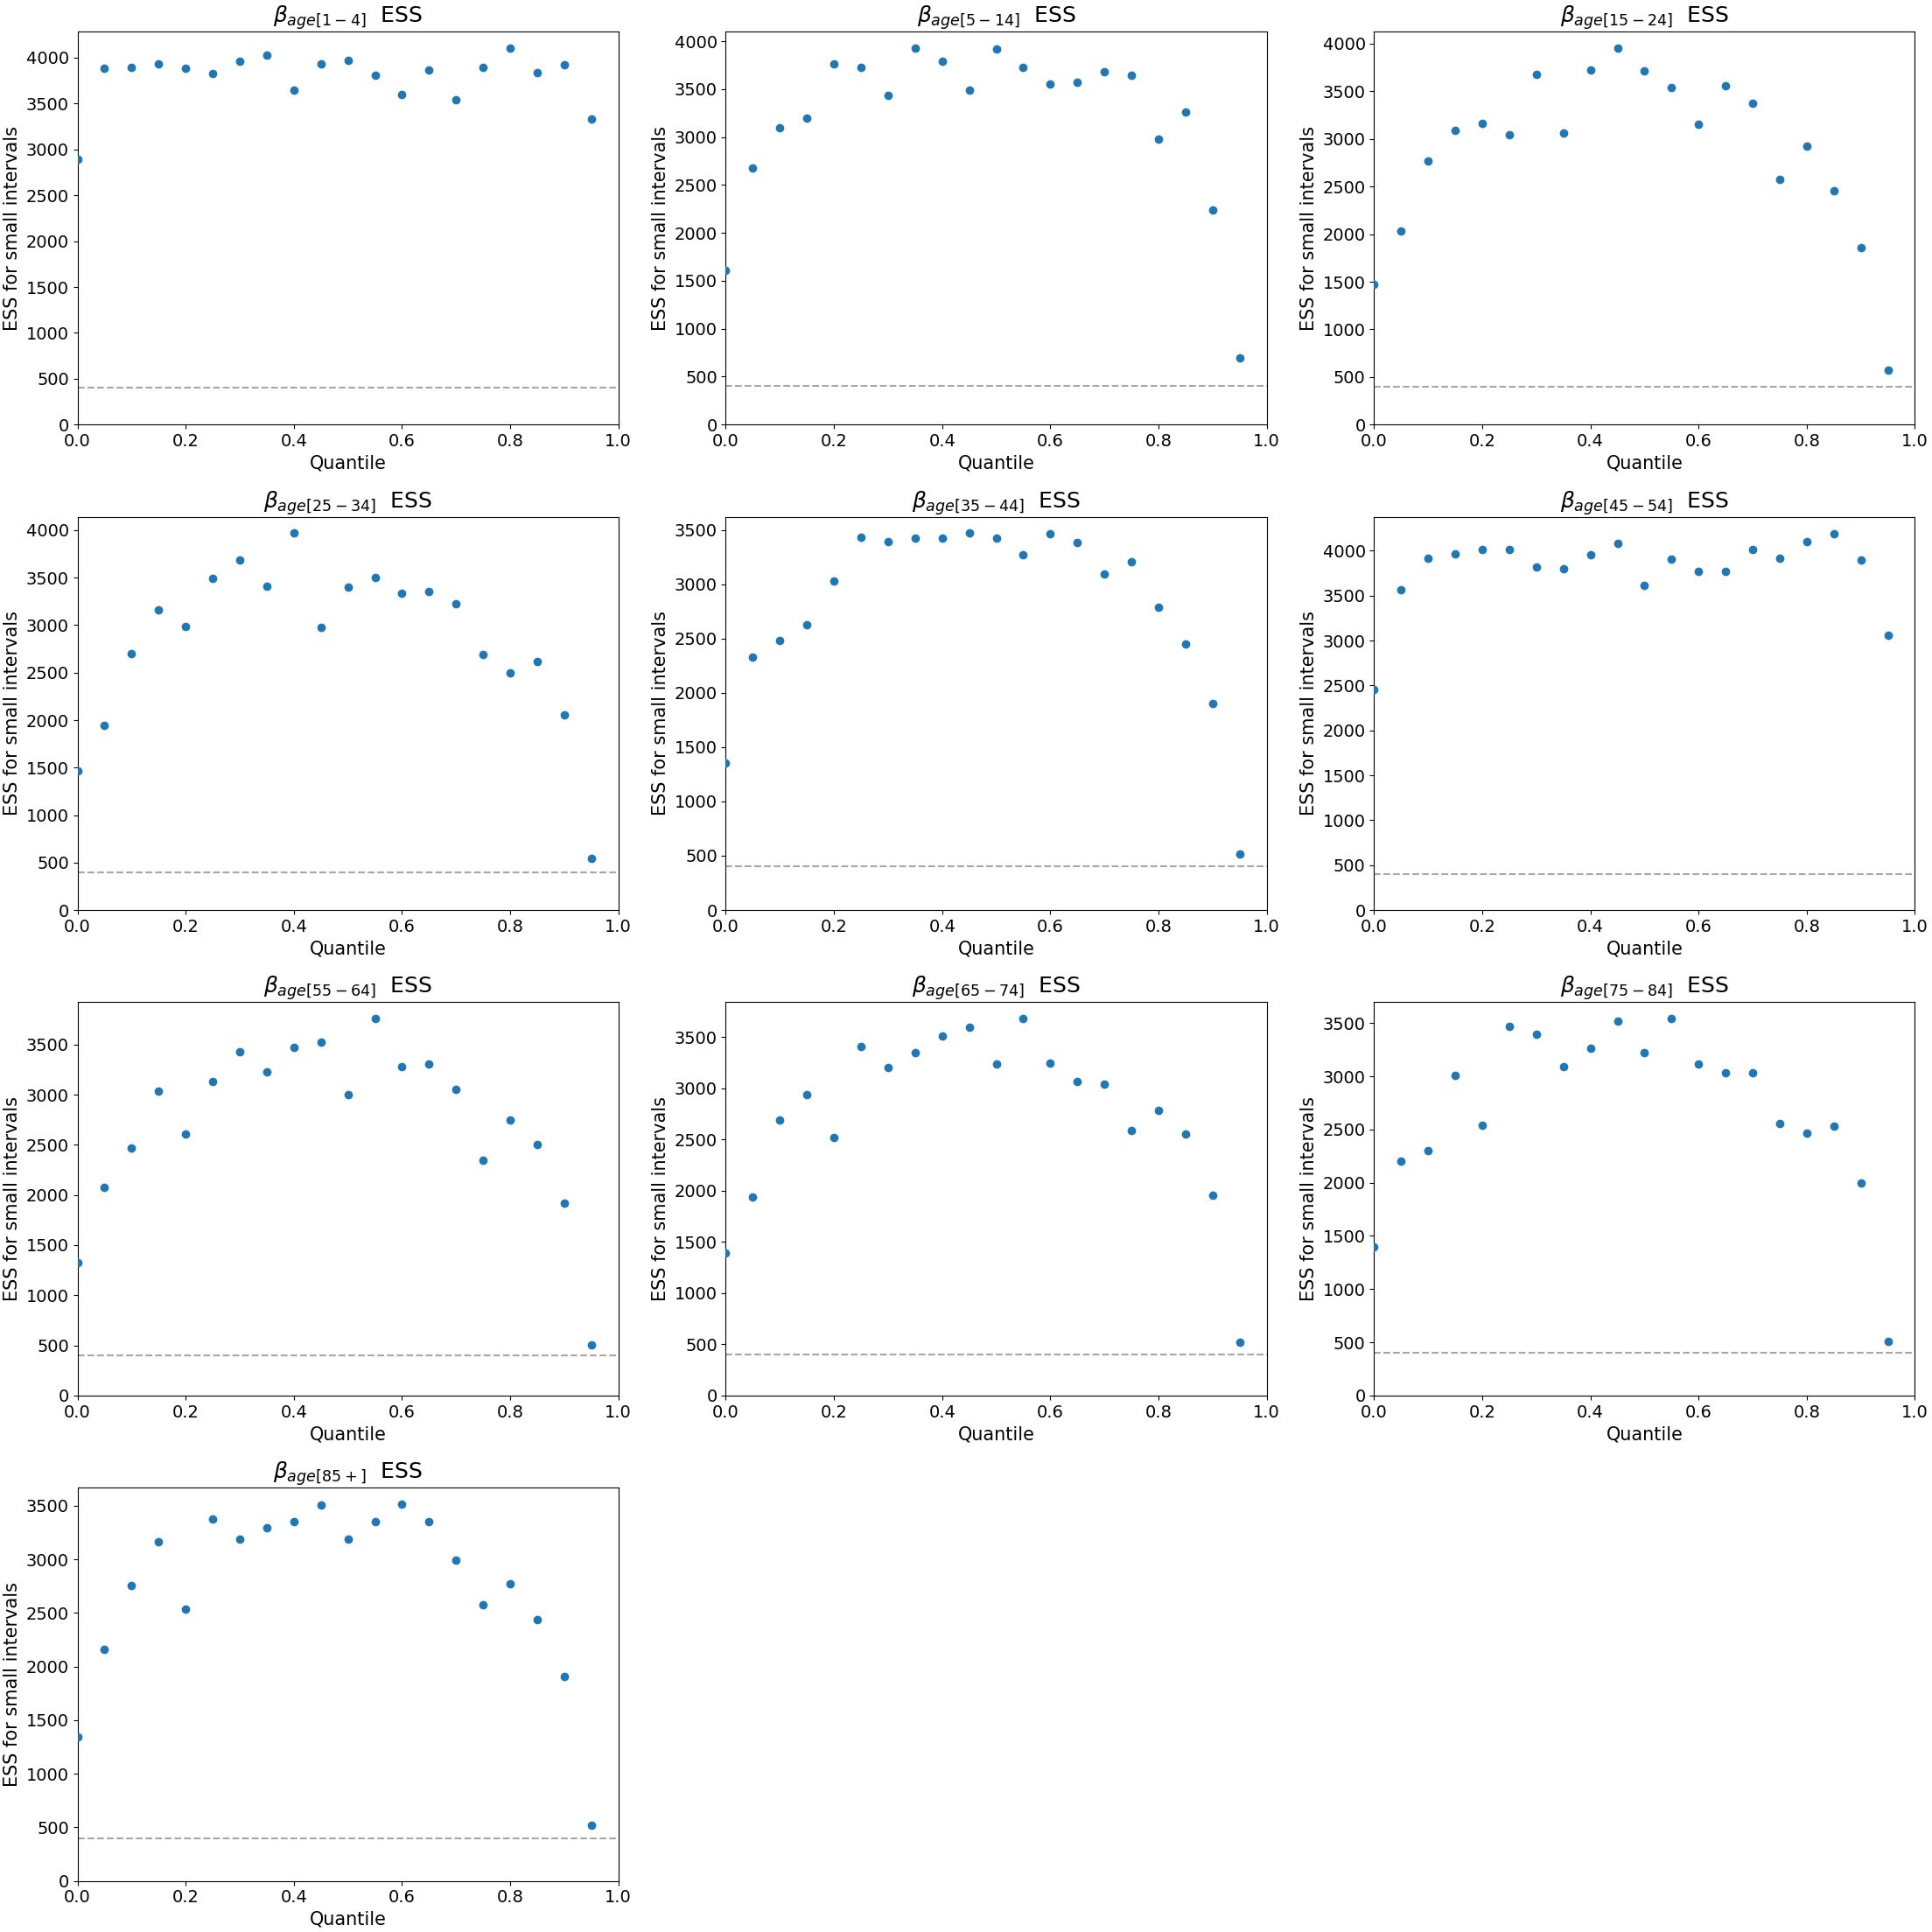 β_age[1−4] ESS
ESS for small intervals
4000
3500
3000
2500
2000
1500
1000
500
0
0.0 0.2 0.4 0.6 0.8 1.0
Quantile
β_age[5−14] ESS
ESS for small intervals
4000
3500
3000
2500
2000
1500
1000
500
0
0.0 0.2 0.4 0.6 0.8 1.0
Quantile
β_age[15−24] ESS
ESS for small intervals
4000
3500
3000
2500
2000
1500
1000
500
0
0.0 0.2 0.4 0.6 0.8 1.0
Quantile
β_age[25−34] ESS
ESS for small intervals
4000
3500
3000
2500
2000
1500
1000
500
0
0.0 0.2 0.4 0.6 0.8 1.0
Quantile
β_age[35−44] ESS
ESS for small intervals
3500
3000
2500
2000
1500
1000
500
0
0.0 0.2 0.4 0.6 0.8 1.0
Quantile
β_age[45−54] ESS
ESS for small intervals
4000
3500
3000
2500
2000
1500
1000
500
0
0.0 0.2 0.4 0.6 0.8 1.0
Quantile
β_age[55−64] ESS
ESS for small intervals
3500
3000
2500
2000
1500
1000
500
0
0.0 0.2 0.4 0.6 0.8 1.0
Quantile
β_age[65−74] ESS
ESS for small intervals
3500
3000
2500
2000
1500
1000
500
0
0.0 0.2 0.4 0.6 0.8 1.0
Quantile
β_age[75−84] ESS
ESS for small intervals
3500
3000
2500
2000
1500
1000
500
0
0.0 0.2 0.4 0.6 0.8 1.0
Quantile
β_age[85+] ESS
ESS for small intervals
3500
3000
2500
2000
1500
1000
500
0
0.0 0.2 0.4 0.6 0.8 1.0
Quantile